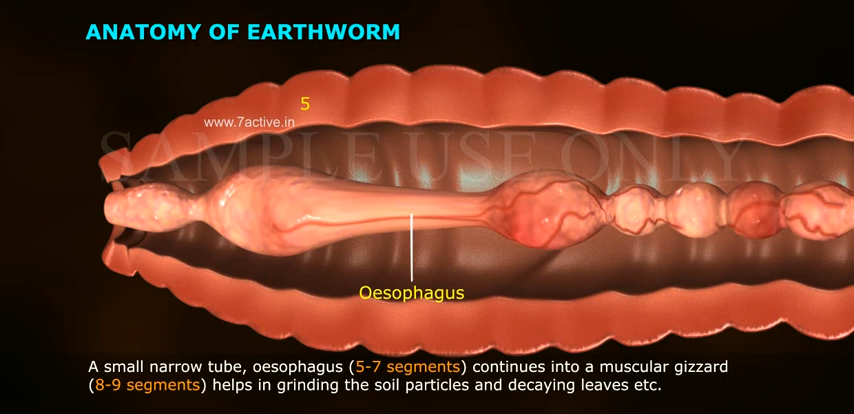 ANATOMY OF EARTHWORM
5
www.7active.in
SAMPLE USE ONLY
Oesophagus
A small narrow tube, oesophagus (5-7 segments) continues into a muscular gizzard
(8-9 segments) helps in grinding the soil particles and decaying leaves etc.